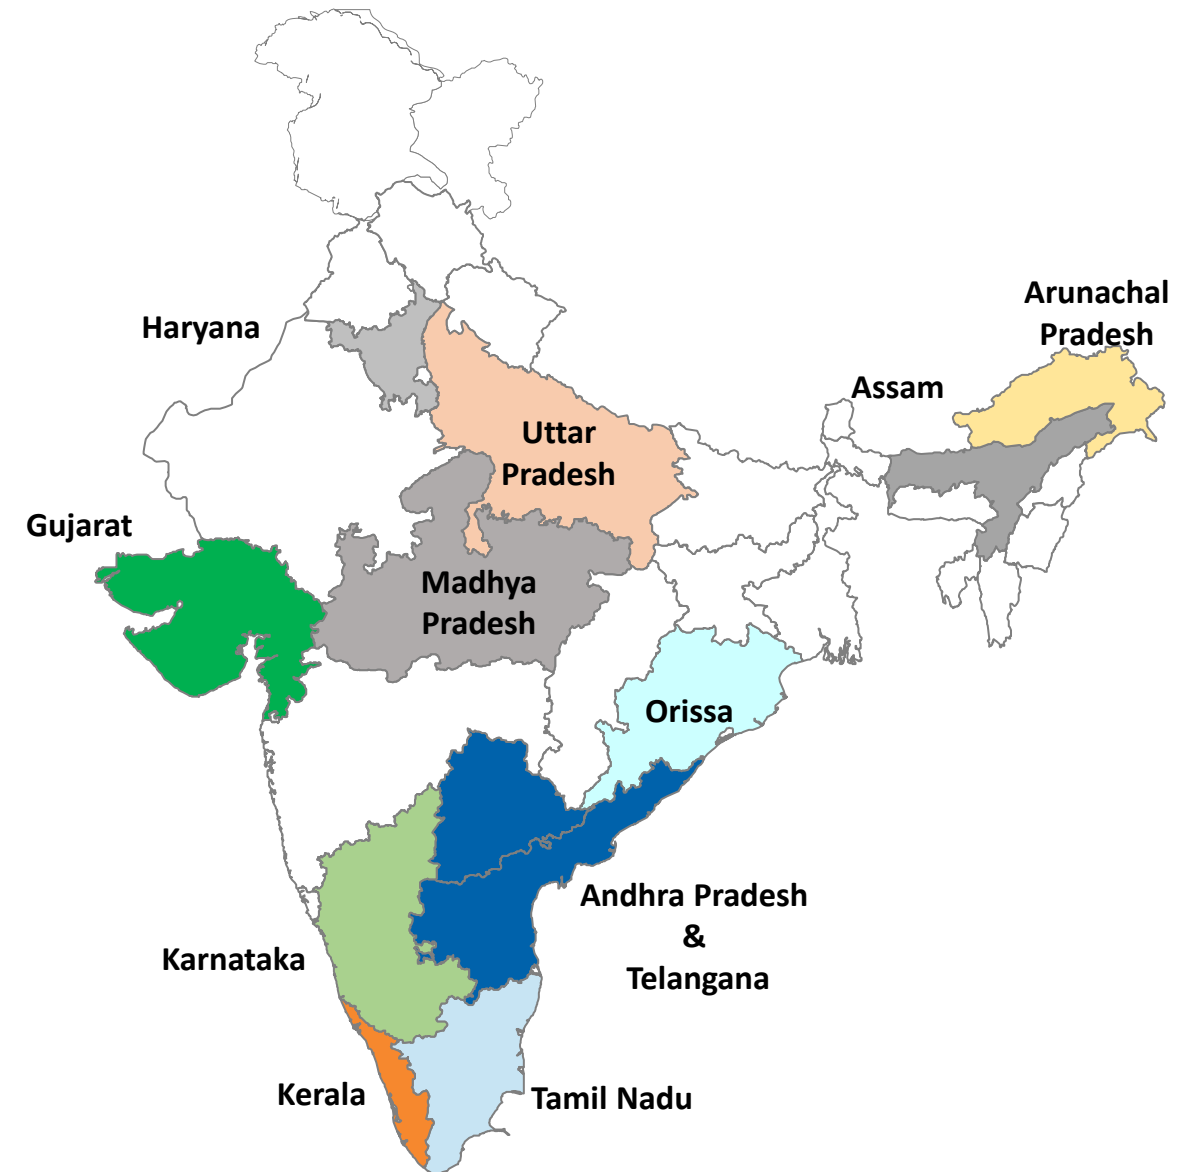 Arunachal
Pradesh
Haryana
Assam
Uttar
Pradesh
Gujarat
Madhya
Pradesh
Orissa
Andhra Pradesh
&
Telangana
Karnataka
Kerala
Tamil Nadu